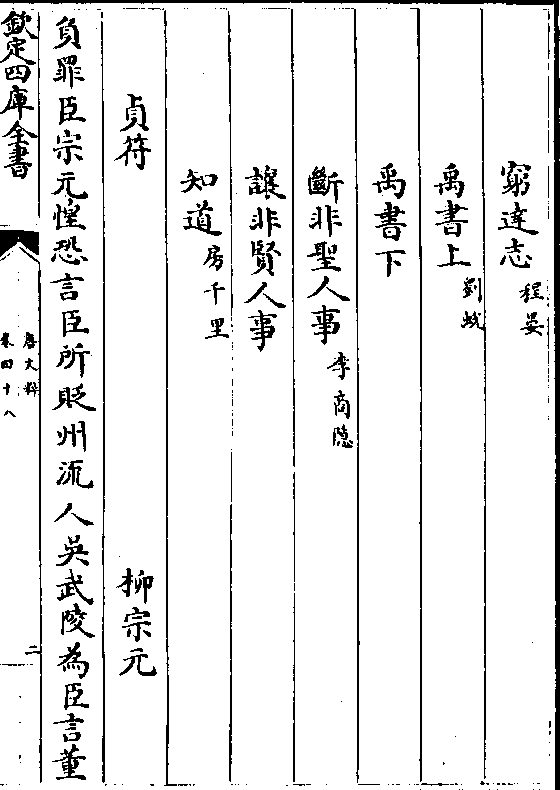 窮達志程晏
禹書上劉蛻
禹書下
斷非聖人事李商隠
讓非賢人事
知道房千里
貞符　柳宗元
負罪臣宗元惶恐言臣所貶州流人吳武陵為臣言董
欽定四庫全書
唐文粹
卷四十八
二